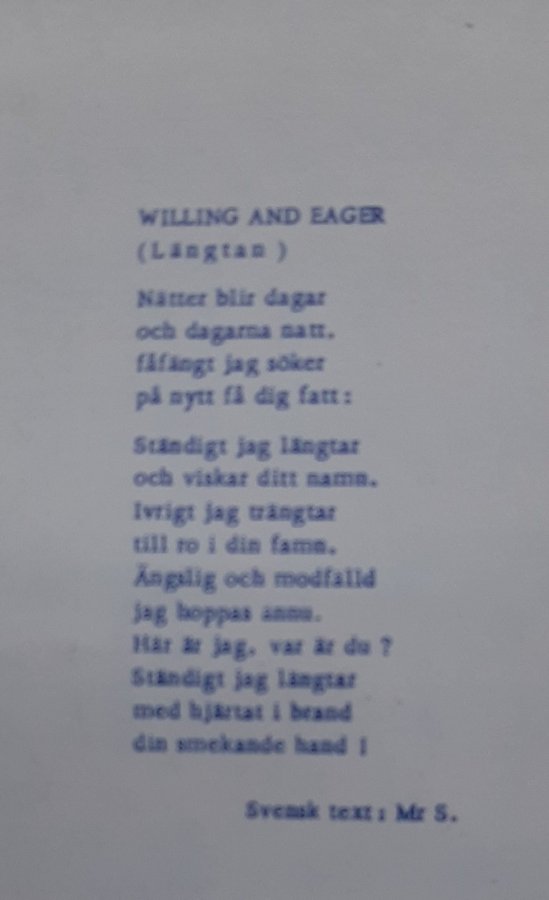 WILLING AND EAGER
(Längtan )
Nätter blir dagar
och dagarna natt.
fåfängt jag söker
på nytt få dig fatt:
Ständigt jag längtar
och viskar ditt namn.
Ivrigt jag trängtar
till ro i din famn.
Ängslig och modfälld
jag hoppas ännu.
Här är jag. var är du ?
Ständigt jag längtar
med hjärtat i brand
din smekande hand !
Svensk text: Mr S.